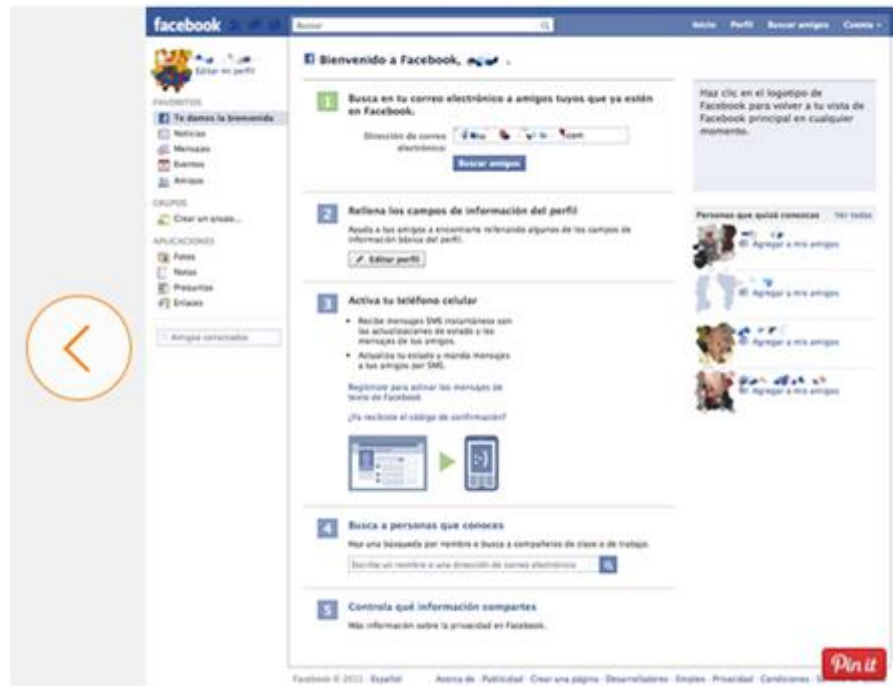 facebook
Buscar
Inicio Perfil Buscar amigos Cuenta
Editar mi perfil
FAVORITOS
Te damos la bienvenida
Noticias
Mensajes
Eventos
Amigos
GRUPOS
Crear un grupo...
APLICACIONES
Fotos
Notas
Preguntas
Enlaces
Amigos conectados
Bienvenido a Facebook,
1 Busca en tu correo electrónico a amigos tuyos que ya estén
en Facebook.
Dirección de correo
electrónico:
com
Buscar amigos
2 Rellena los campos de información del perfil
Ayuda a tus amigos a encontrarte rellenando algunos de los campos de
información básica del perfil.
Editar perfil
3 Activa tu teléfono celular
• Recibe mensajes SMS instantáneos con
las actualizaciones de estado y los
mensajes de tus amigos.
• Actualiza tu estado y manda mensajes
a tus amigos por SMS.
Regístrate para activar los mensajes de
texto de Facebook
¿Ya recibiste el código de confirmación?
4 Busca a personas que conoces
Haz una búsqueda por nombre o busca a compañeros de clase o de trabajo.
Escribe un nombre o una dirección de correo electrónico
5 Controla qué información compartes
Más información sobre la privacidad en Facebook.
Haz clic en el logotipo de
Facebook para volver a tu vista de
Facebook principal en cualquier
momento.
Personas que quizá conozcas Ver todas
Agregar a mis amigos
Agregar a mis amigos
Agregar a mis amigos
Agregar a mis amigos
Pin it
Facebook © 2011 · Español
Acerca de · Publicidad · Crear una página · Desarrolladores · Empleo · Privacidad · Condiciones ·